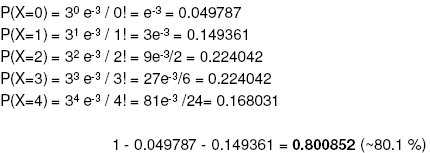 P(X=0) = 3⁰ e⁻³ / 0! = e⁻³ = 0.049787
P(X=1) = 3¹ e⁻³ / 1! = 3e⁻³ = 0.149361
P(X=2) = 3² e⁻³ / 2! = 9e⁻³/2 = 0.224042
P(X=3) = 3³ e⁻³ / 3! = 27e⁻³/6 = 0.224042
P(X=4) = 3⁴ e⁻³ / 4! = 81e⁻³ /24= 0.168031
1 - 0.049787 - 0.149361 = 0.800852 (~80.1 %)